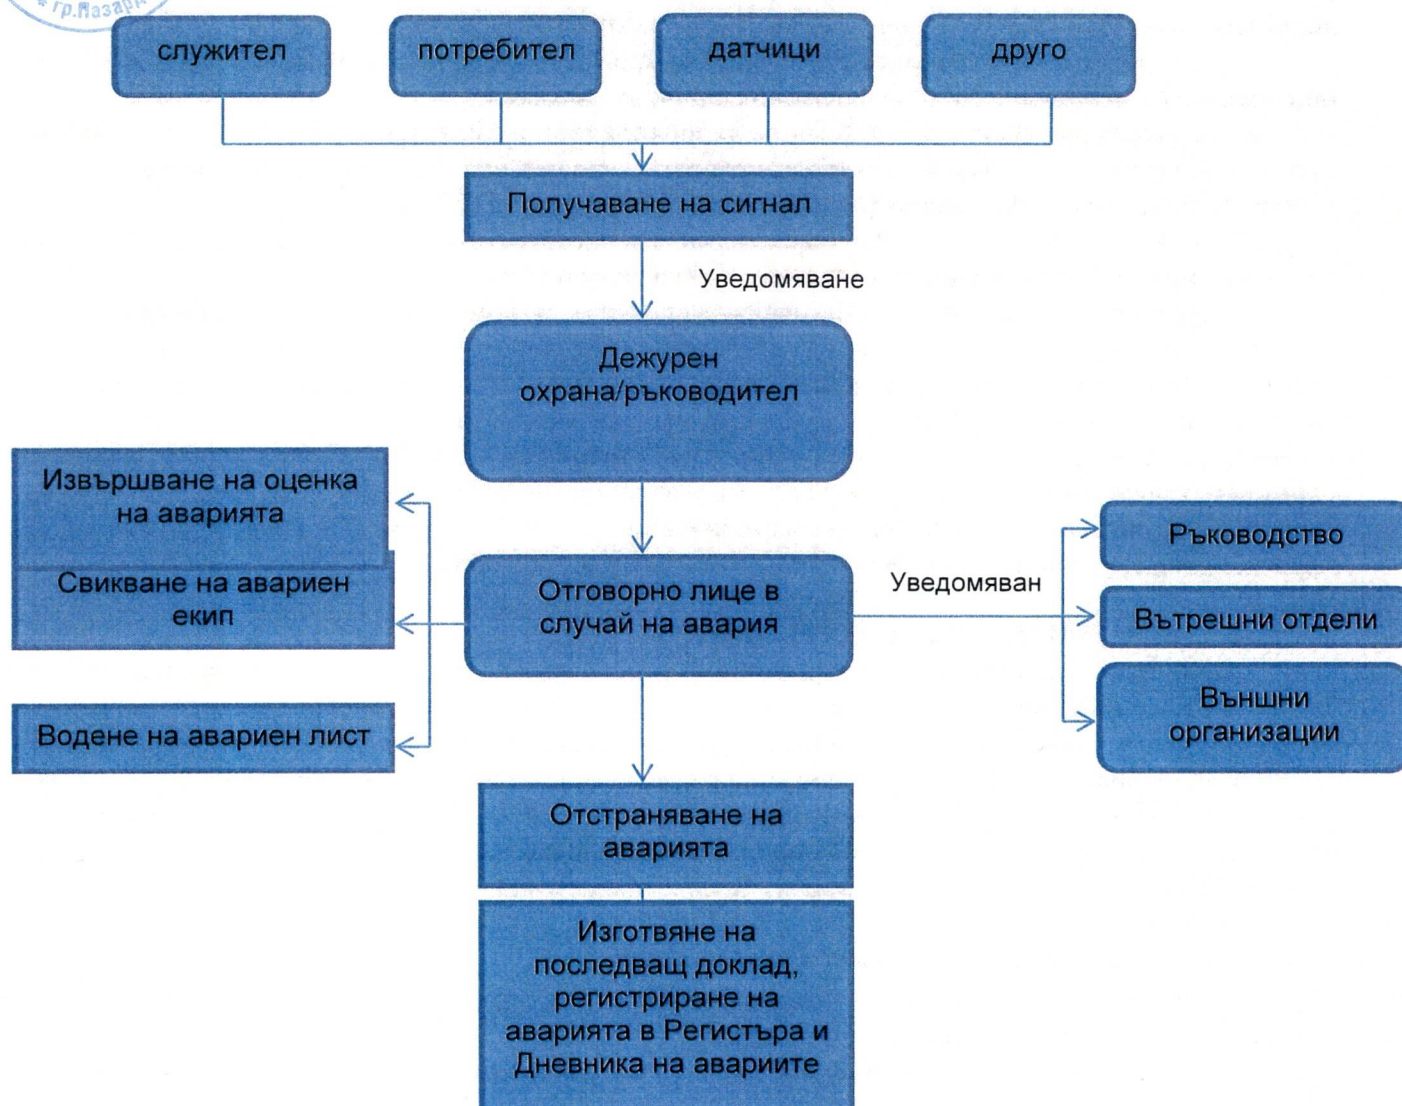 гр.Пазард
служител
потребител
датчици
друго
Получаване на сигнал
Уведомяване
Дежурен
охрана/ръководител
Извършване на оценка
на аварията
Свикване на авариен
екип
Водене на авариен лист
Отговорно лице в
случай на авария
Уведомяван
Ръководство
Вътрешни отдели
Външни
организации
Отстраняване на
аварията
Изготвяне на
последващ доклад,
регистриране на
аварията в Регистъра и
Дневника на авариите